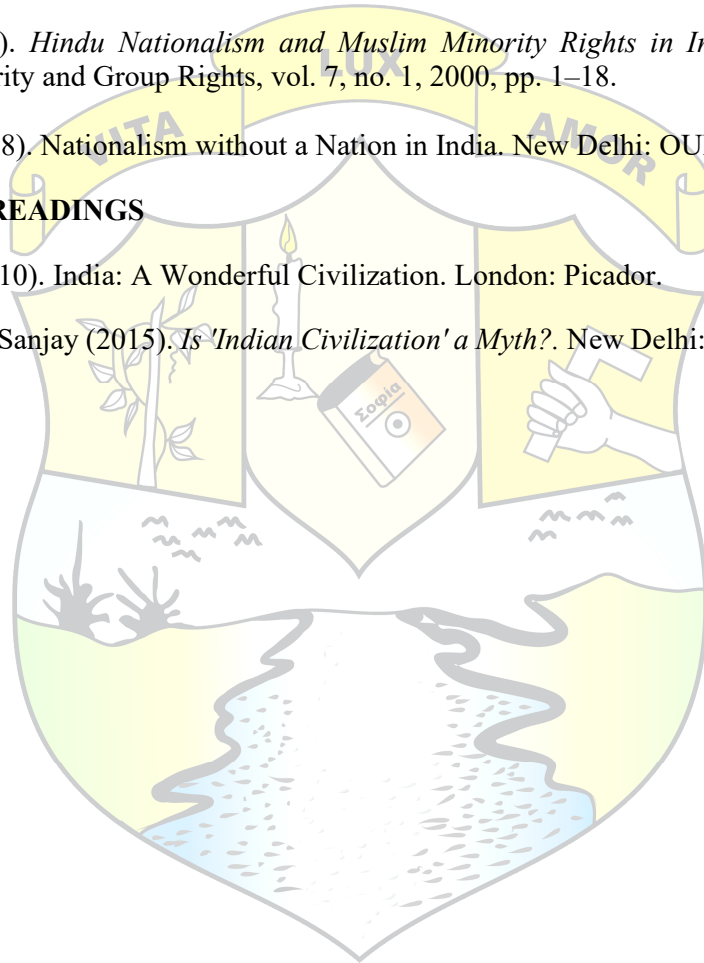 ). Hindu Nationalism and Muslim Minority Rights in In
rity and Group Rights, vol. 7, no. 1, 2000, pp. 1–18.
LUX
VITA
AMOR
8). Nationalism without a Nation in India. New Delhi: OU
READINGS
10). India: A Wonderful Civilization. London: Picador.
Sanjay (2015). Is 'Indian Civilization' a Myth?. New Delhi:
Σοφία